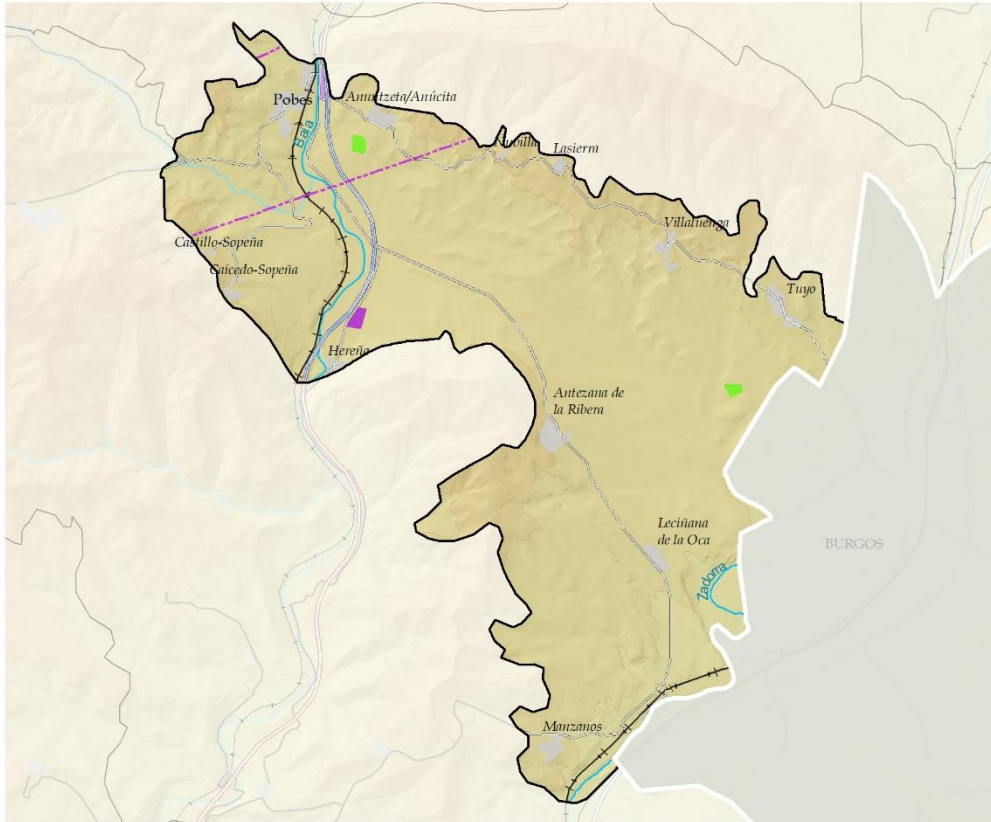 Pobes
Anuntzeta/Anúcita
Baia
Nuvilla
Lasierra
Castillo-Sopeña
Villaluenga
Caicedo-Sopeña
Tuyo
Hereña
Antezana de
la Ribera
Leciñana
de la Oca
BURGOS
Zadorra
Manzanos